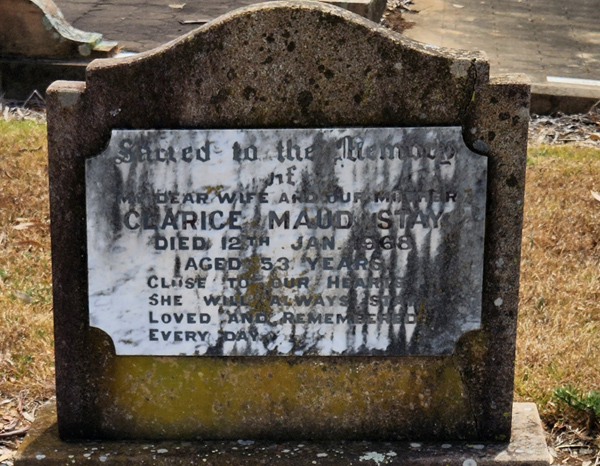 Sacred to the Memory
of
MY DEAR WIFE AND OUR MOTHER
CLARICE MAUD STAY
DIED 12TH JAN. 1968
AGED 53 YEARS
CLOSE TO OUR HEARTS
SHE WILL ALWAYS STAY
LOVED AND REMEMBERED
EVERY DAY.